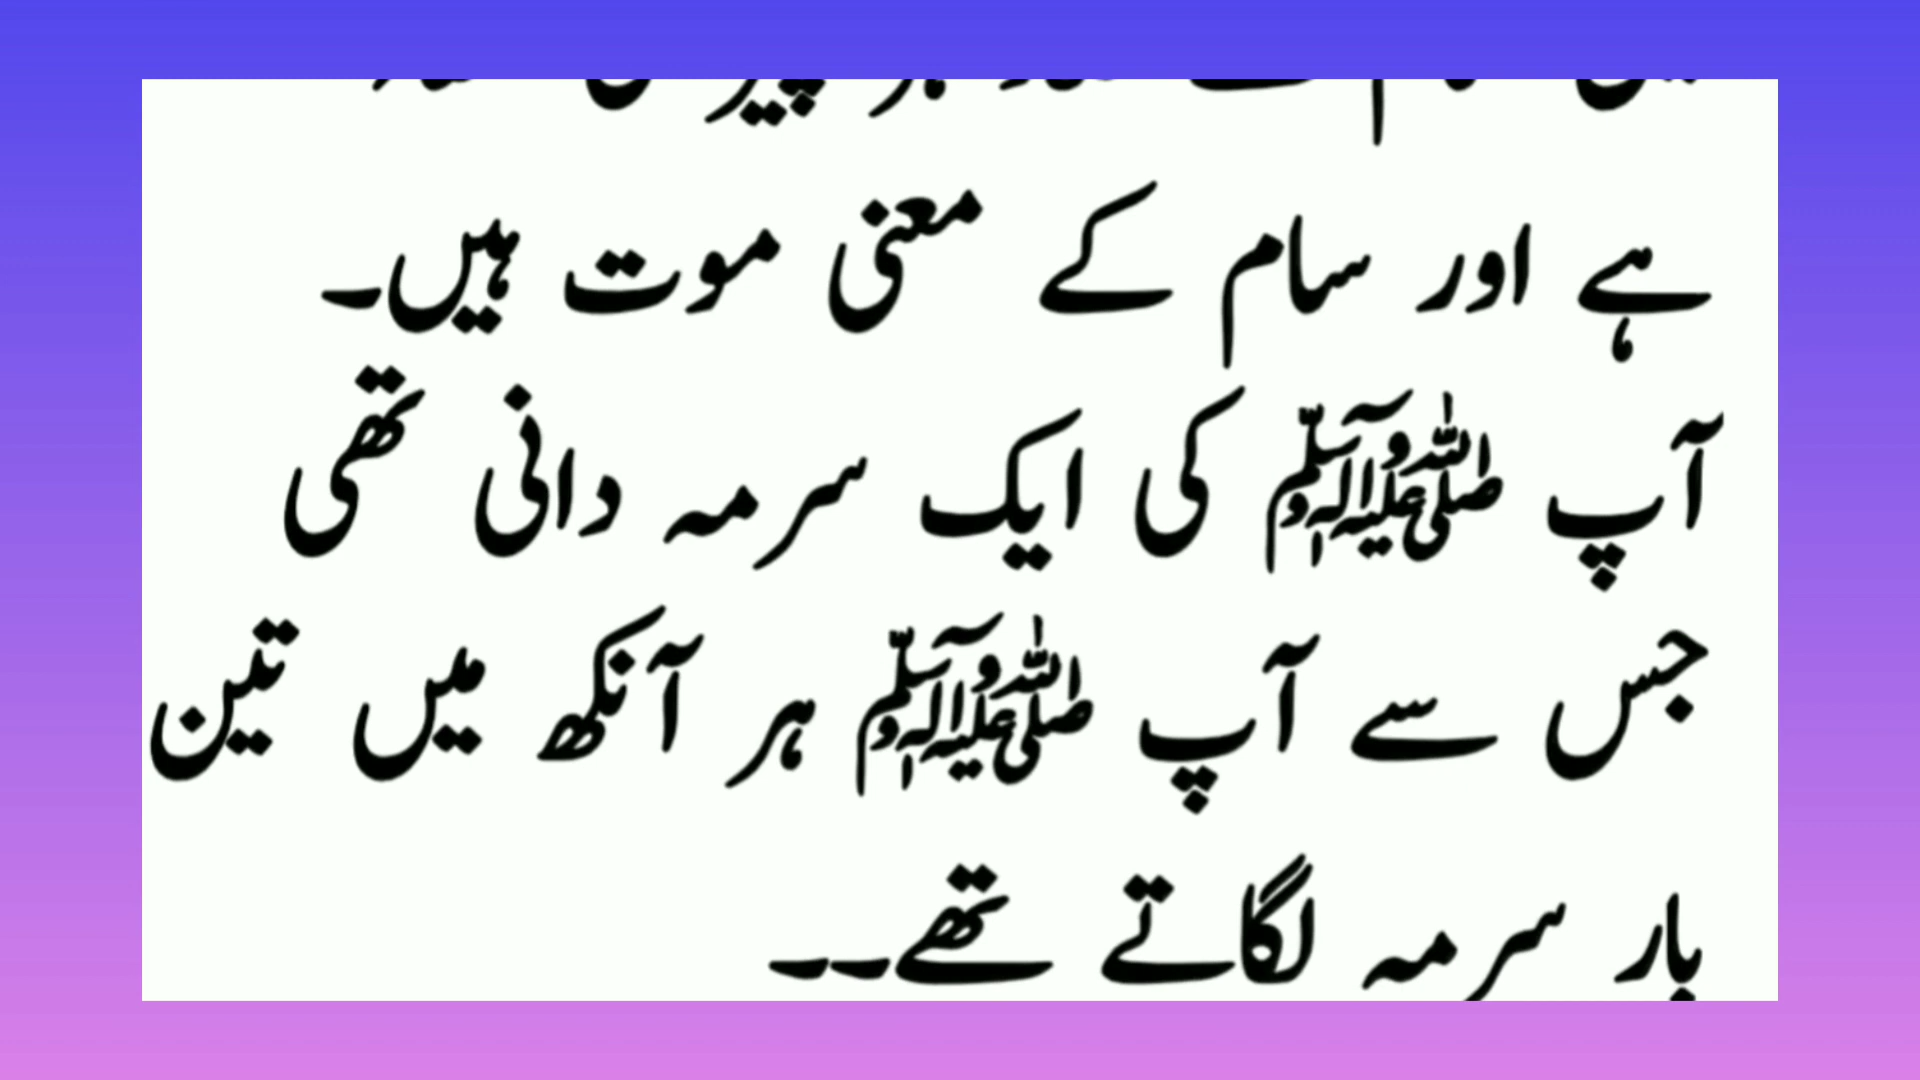 ہے اور سام کے معنی موت ہیں۔
آپ ﷺ کی ایک سرمہ دانی تھی
جس سے آپ ﷺ ہر آنکھ میں تین
بار سرمہ لگاتے تھے۔۔